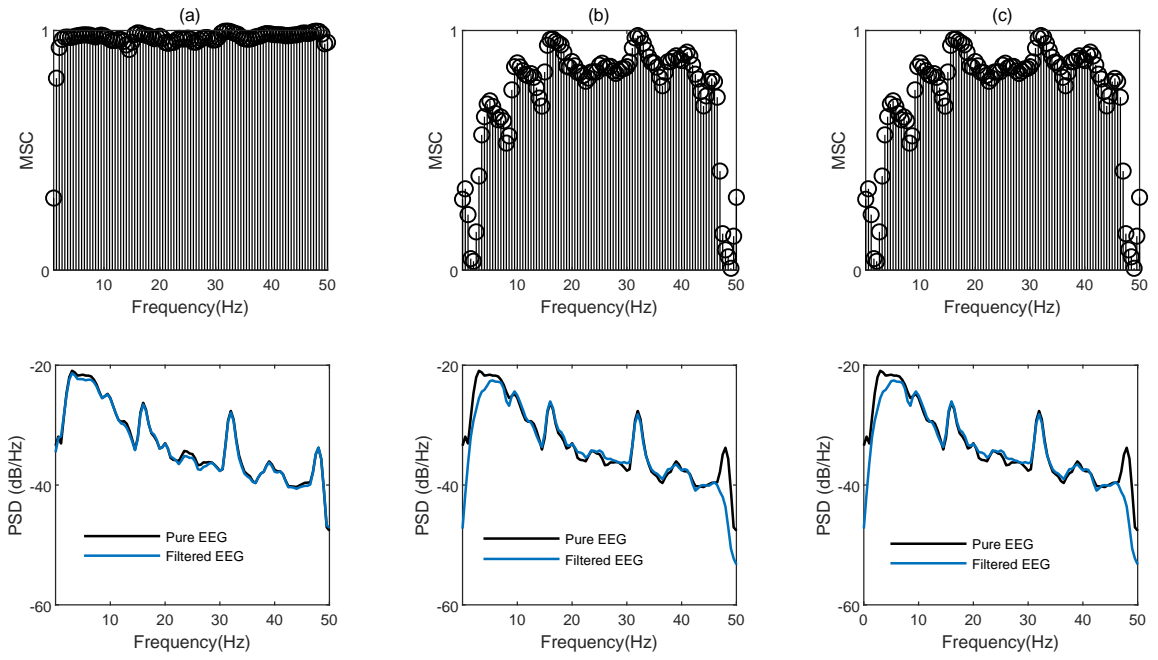 (a)
(b)
(c)
1
MSC
0
10 20 30 40 50
Frequency(Hz)
1
MSC
0
10 20 30 40 50
Frequency(Hz)
1
MSC
0
10 20 30 40 50
Frequency(Hz)
-20
-40
-60
PSD (dB/Hz)
Pure EEG
Filtered EEG
10 20 30 40 50
Frequency(Hz)
-20
-40
-60
PSD (dB/Hz)
Pure EEG
Filtered EEG
10 20 30 40 50
Frequency(Hz)
-20
-40
-60
PSD (dB/Hz)
Pure EEG
Filtered EEG
0 10 20 30 40 50
Frequency(Hz)